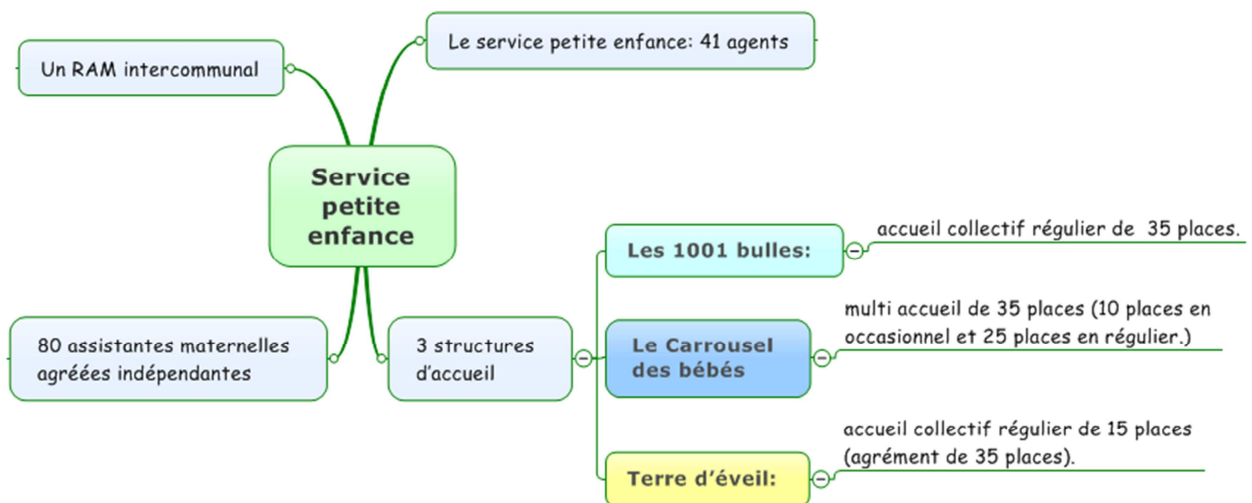 Un RAM intercommunal
Le service petite enfance: 41 agents
Service
petite
enfance
80 assistantes maternelles
agréées indépendantes
3 structures
d'accueil
Les 1001 bulles:
accueil collectif régulier de 35 places.
Le Carrousel
des bébés
multi accueil de 35 places (10 places en
occasionnel et 25 places en régulier.)
Terre d'éveil:
accueil collectif régulier de 15 places
(agrément de 35 places).